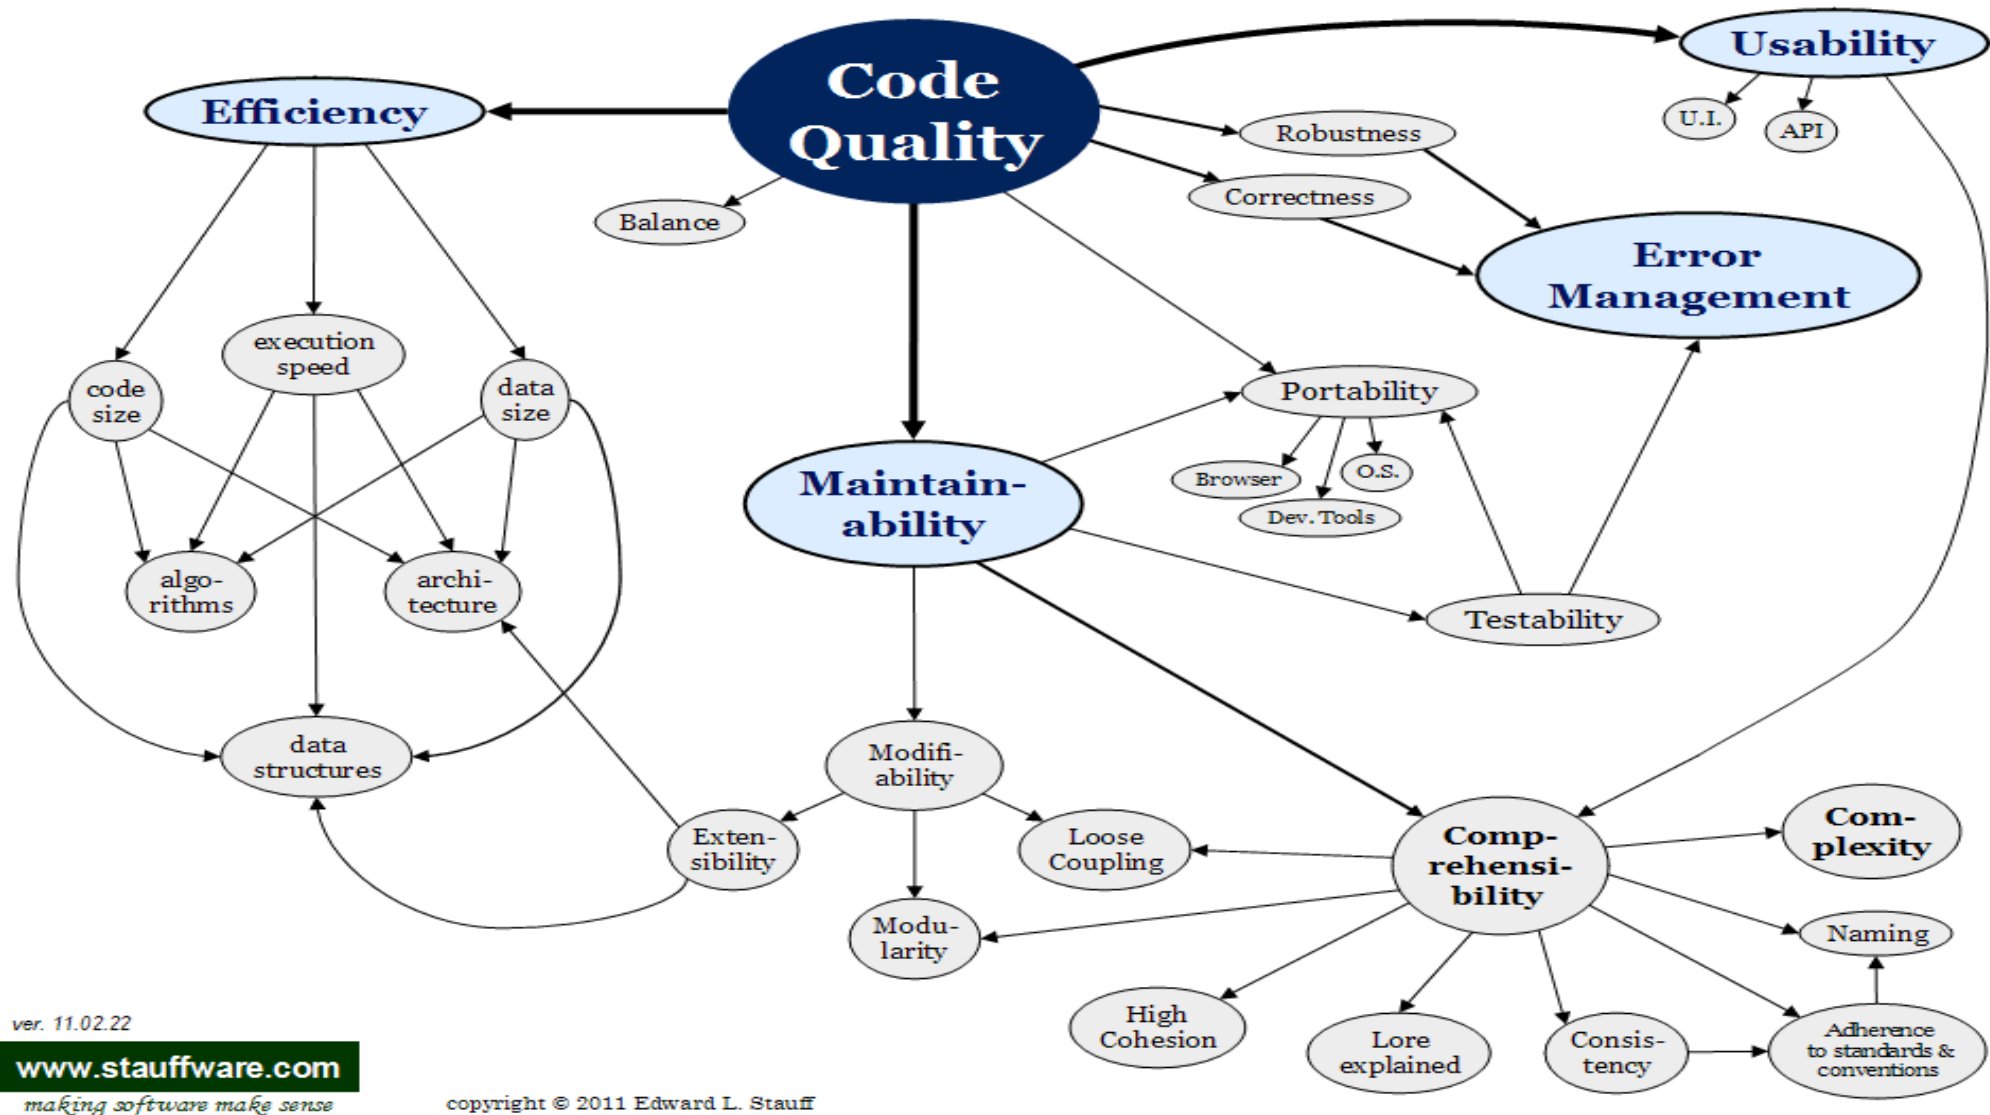 Code
Quality
Usability
U.I.
API
Efficiency
Robustness
Correctness
Balance
Error
Management
execution
speed
code
size
data
size
Portability
Browser
O.S.
Dev. Tools
Maintain-
ability
algo-
rithms
archi-
tecture
Testability
data
structures
Modifi-
ability
Exten-
sibility
Loose
Coupling
Comp-
rehensi-
bility
Com-
plexity
Modu-
larity
Naming
High
Cohesion
Lore
explained
Consis-
tency
Adherence
to standards &
conventions
ver. 11.02.22
www.stauffware.com
making software make sense
copyright © 2011 Edward L. Stauff